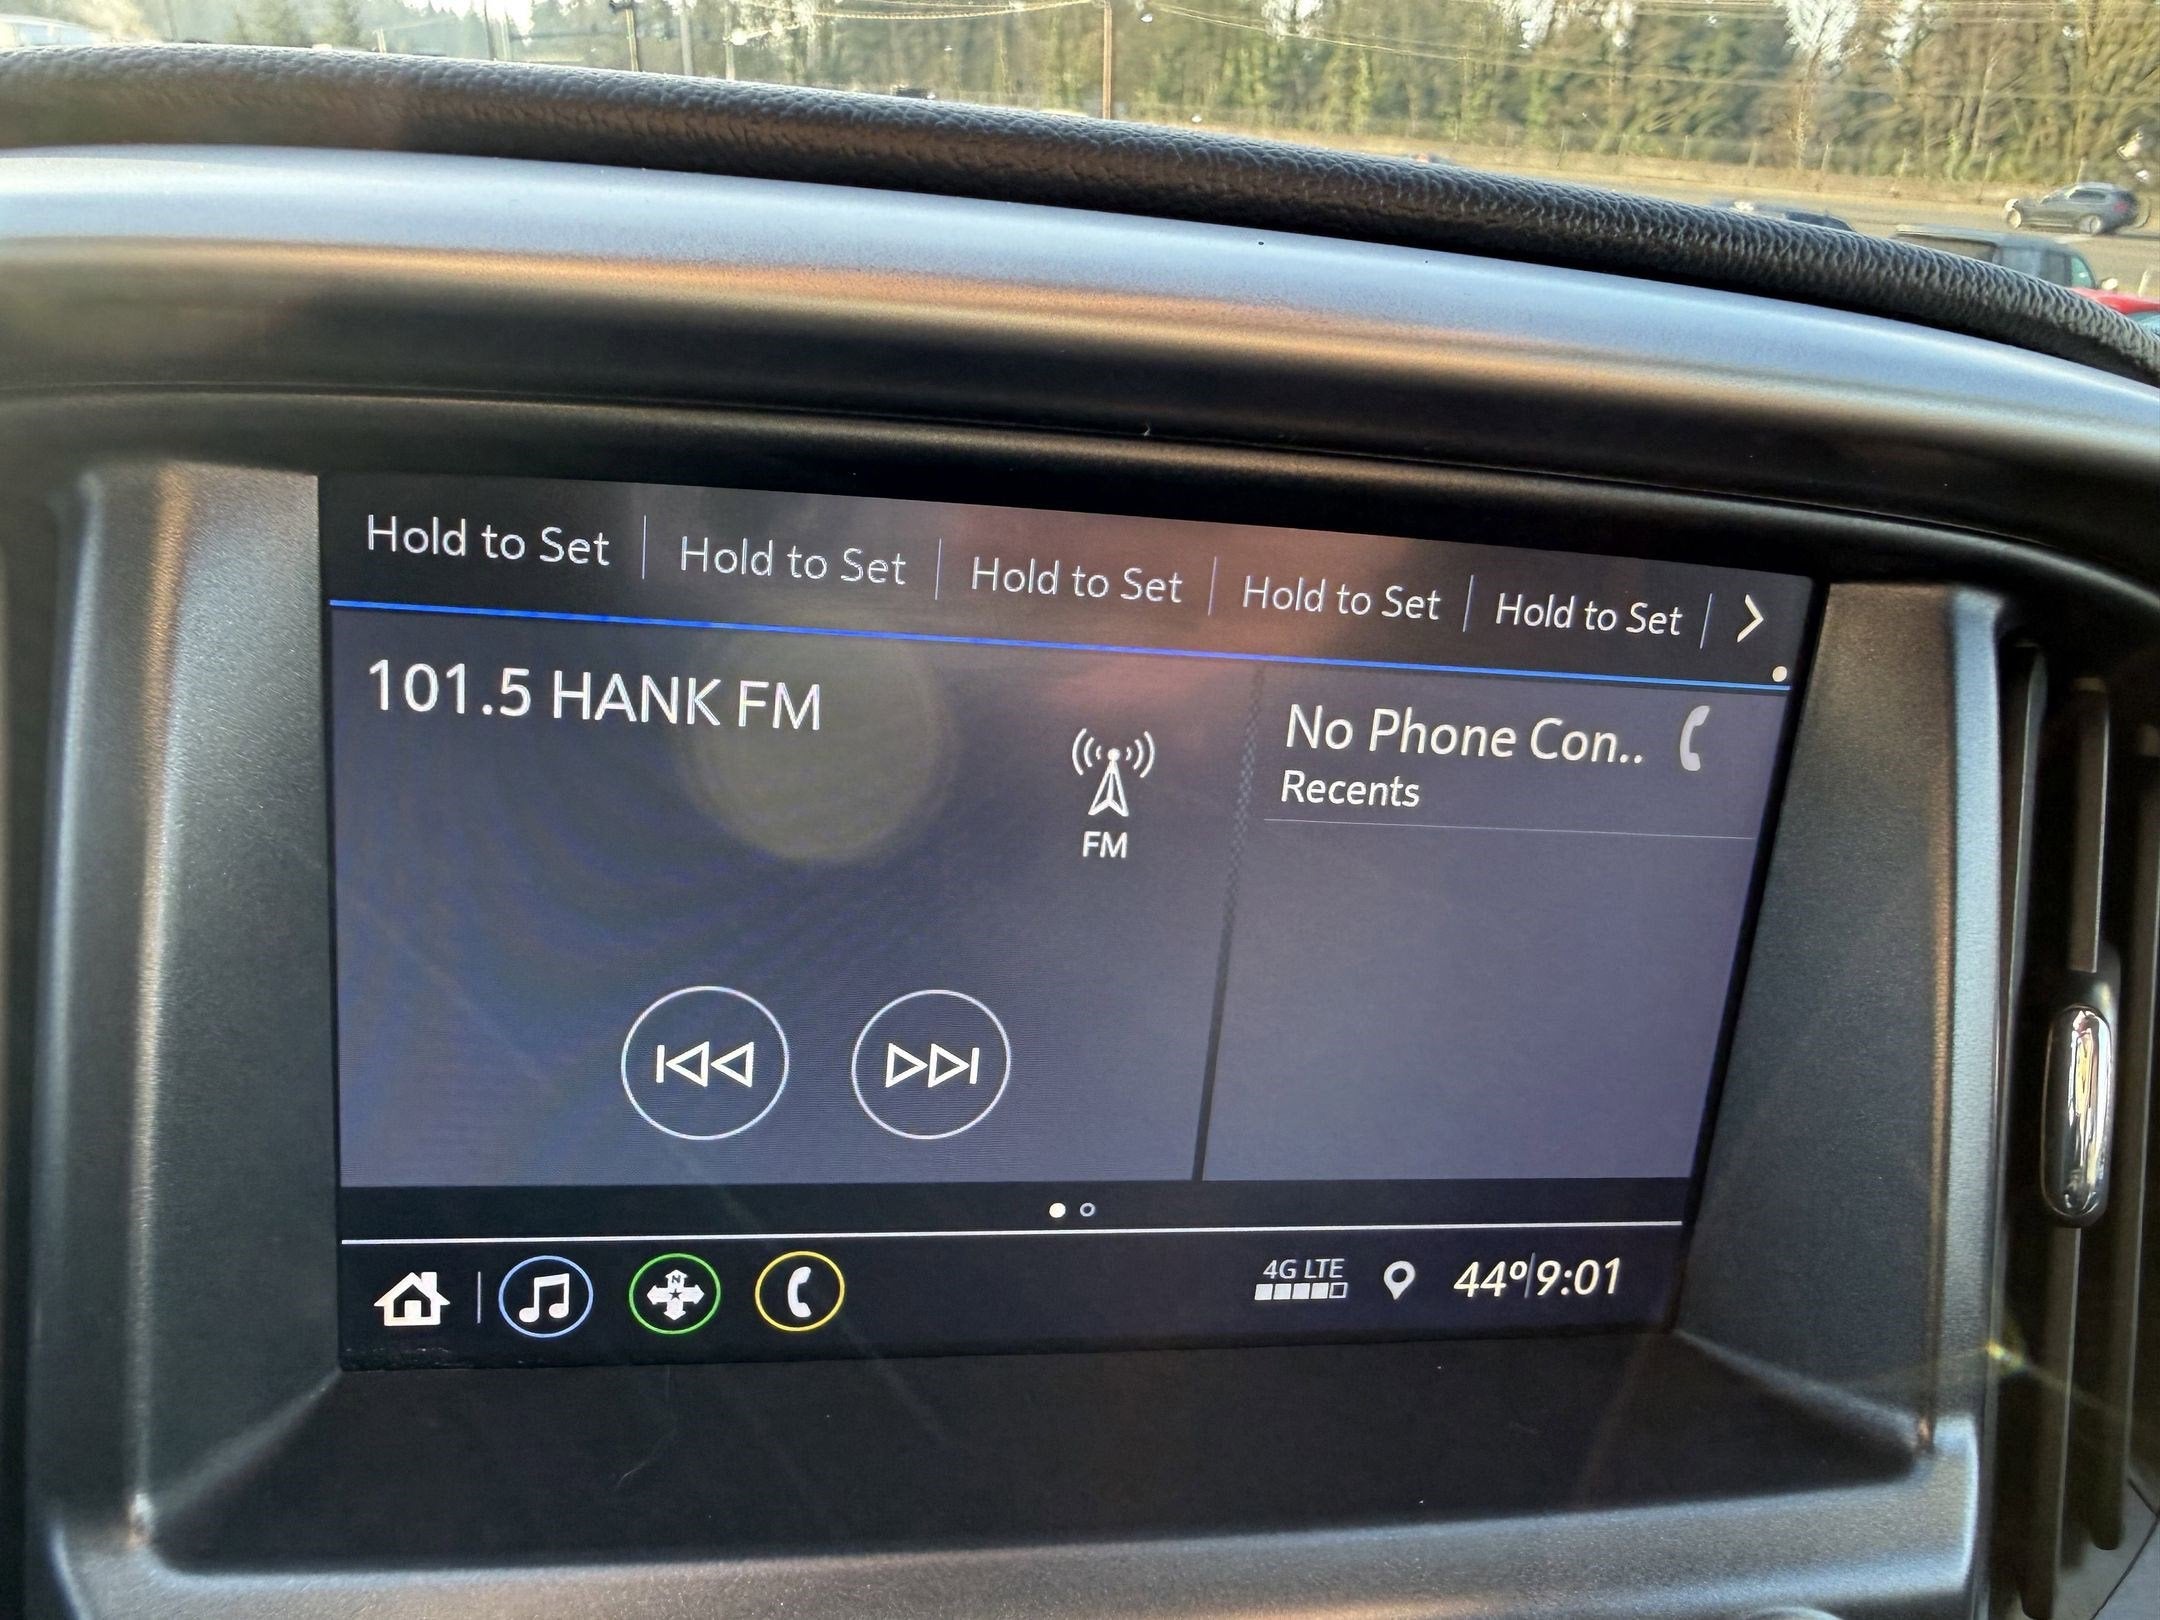 Hold to Set Hold to Set Hold to Set Hold to Set Hold to Set
101.5 HANK FM
FM
No Phone Con..
Recents
N
4G LTE
44° 9:01